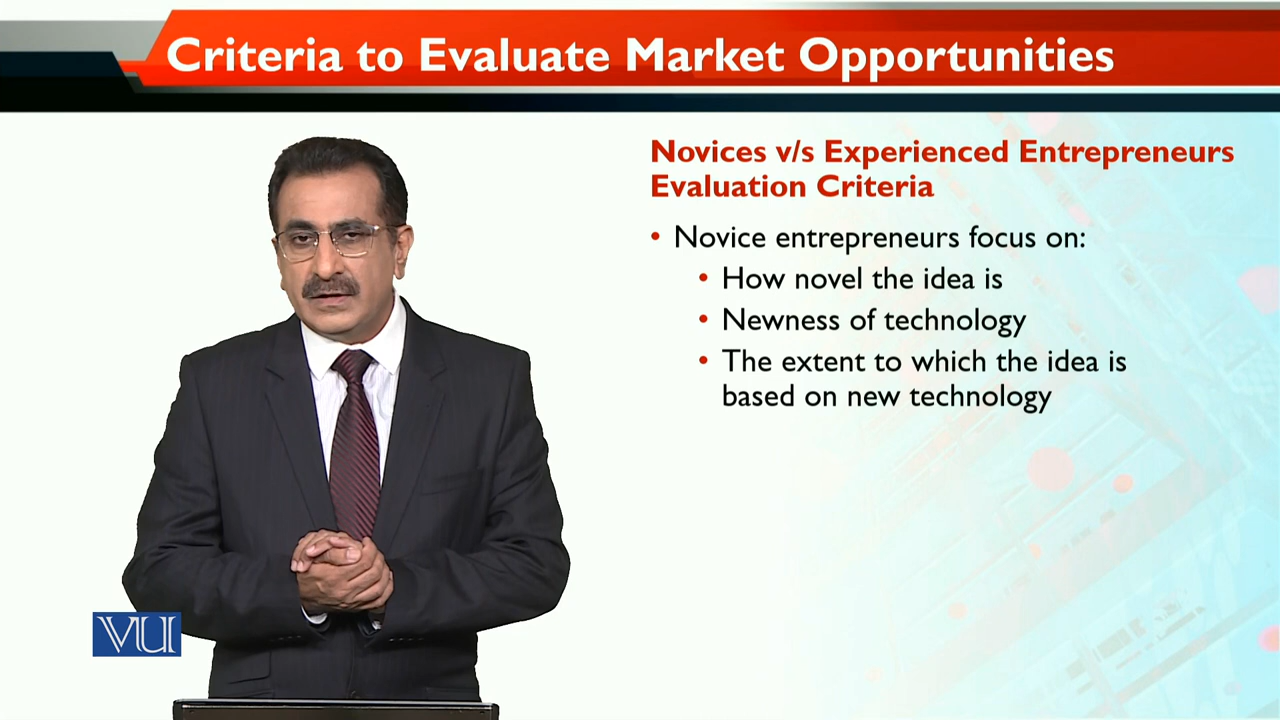 Criteria to Evaluate Market Opportunities
Novices v/s Experienced Entrepreneurs
Evaluation Criteria
• Novice entrepreneurs focus on:
• How novel the idea is
• Newness of technology
• The extent to which the idea is
based on new technology
VU